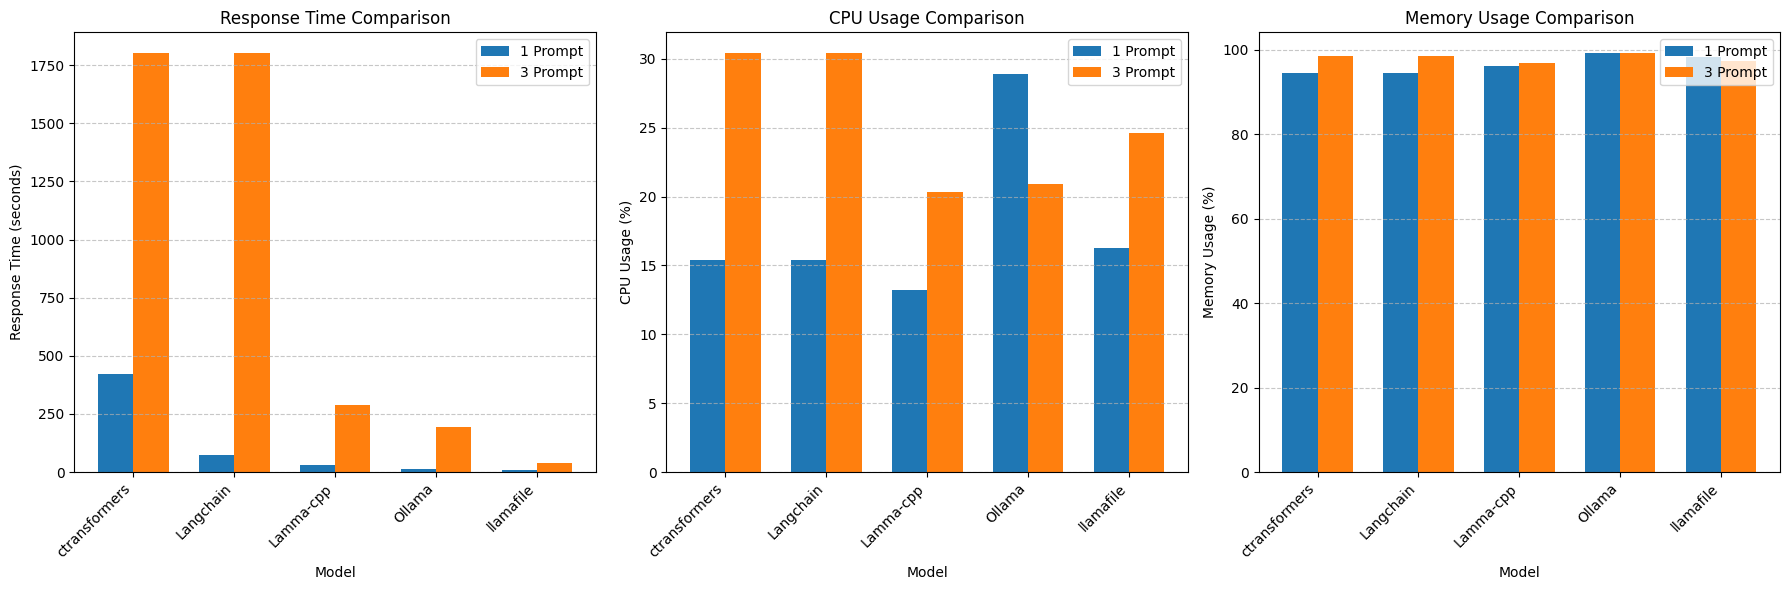 Response Time Comparison
1 Prompt
3 Prompt
Response Time (seconds)
1750
1500
1250
1000
750
500
250
0
ctransformers
Langchain
Lamma-cpp
Ollama
llamafile
Model
CPU Usage Comparison
1 Prompt
3 Prompt
CPU Usage (%)
30
25
20
15
10
5
0
ctransformers
Langchain
Lamma-cpp
Ollama
llamafile
Model
Memory Usage Comparison
1 Prompt
3 Prompt
Memory Usage (%)
100
80
60
40
20
0
ctransformers
Langchain
Lamma-cpp
Ollama
llamafile
Model